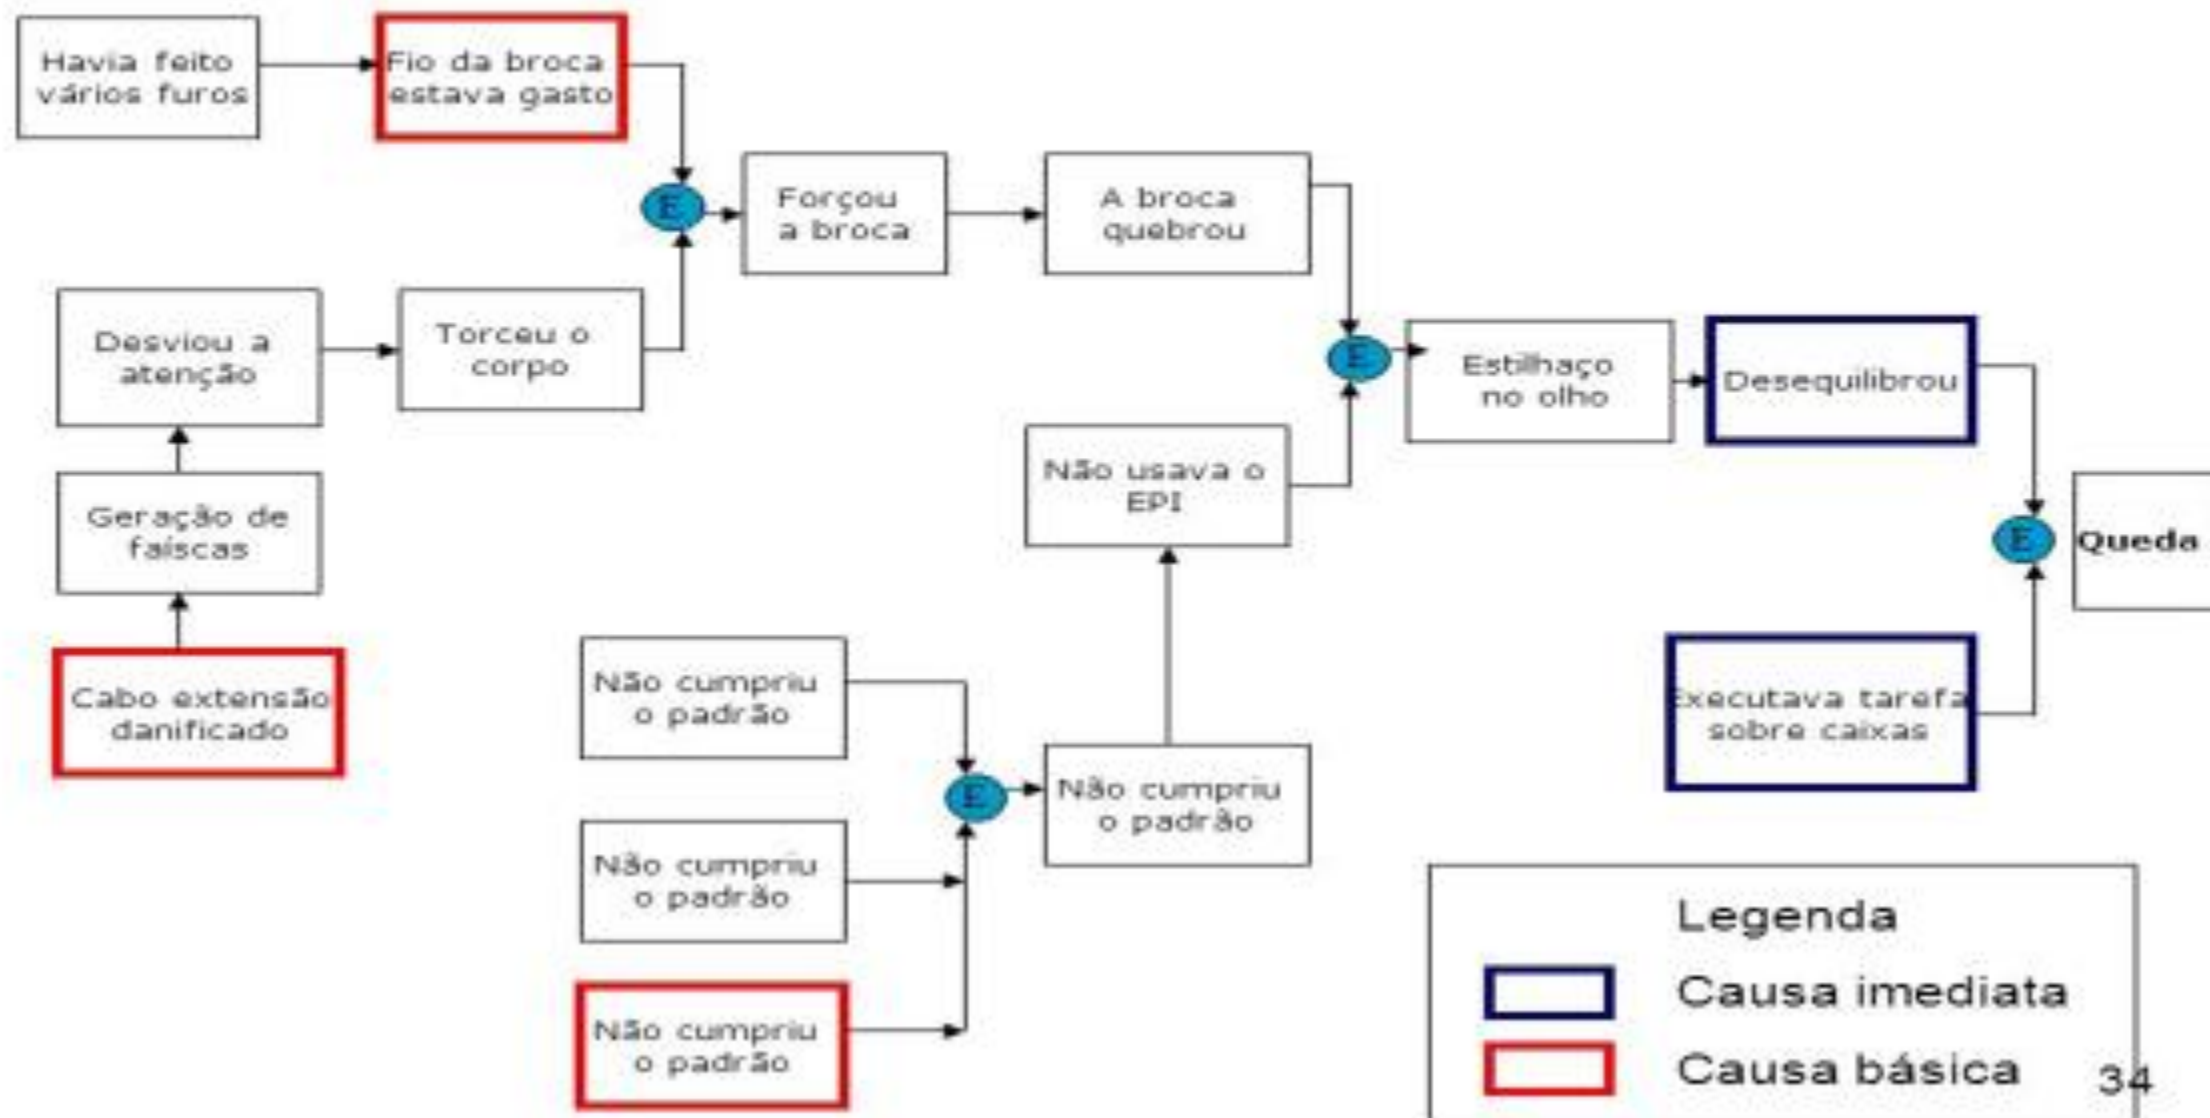 Havia feito
vários furos
Fio da broca
estava gasto
E
Forçou
a broca
A broca
quebrou
Desviou a
atenção
Torceu o
corpo
E
Estilhaço
no olho
Desequilibrou
Não usava o
EPI
Geração de
faíscas
E
Queda
Cabo extensão
danificado
Não cumpriu
o padrão
Executava tarefa
sobre caixas
E
Não cumpriu
o padrão
Não cumpriu
o padrão
Não cumpriu
o padrão
Legenda
Causa imediata
Causa básica
34